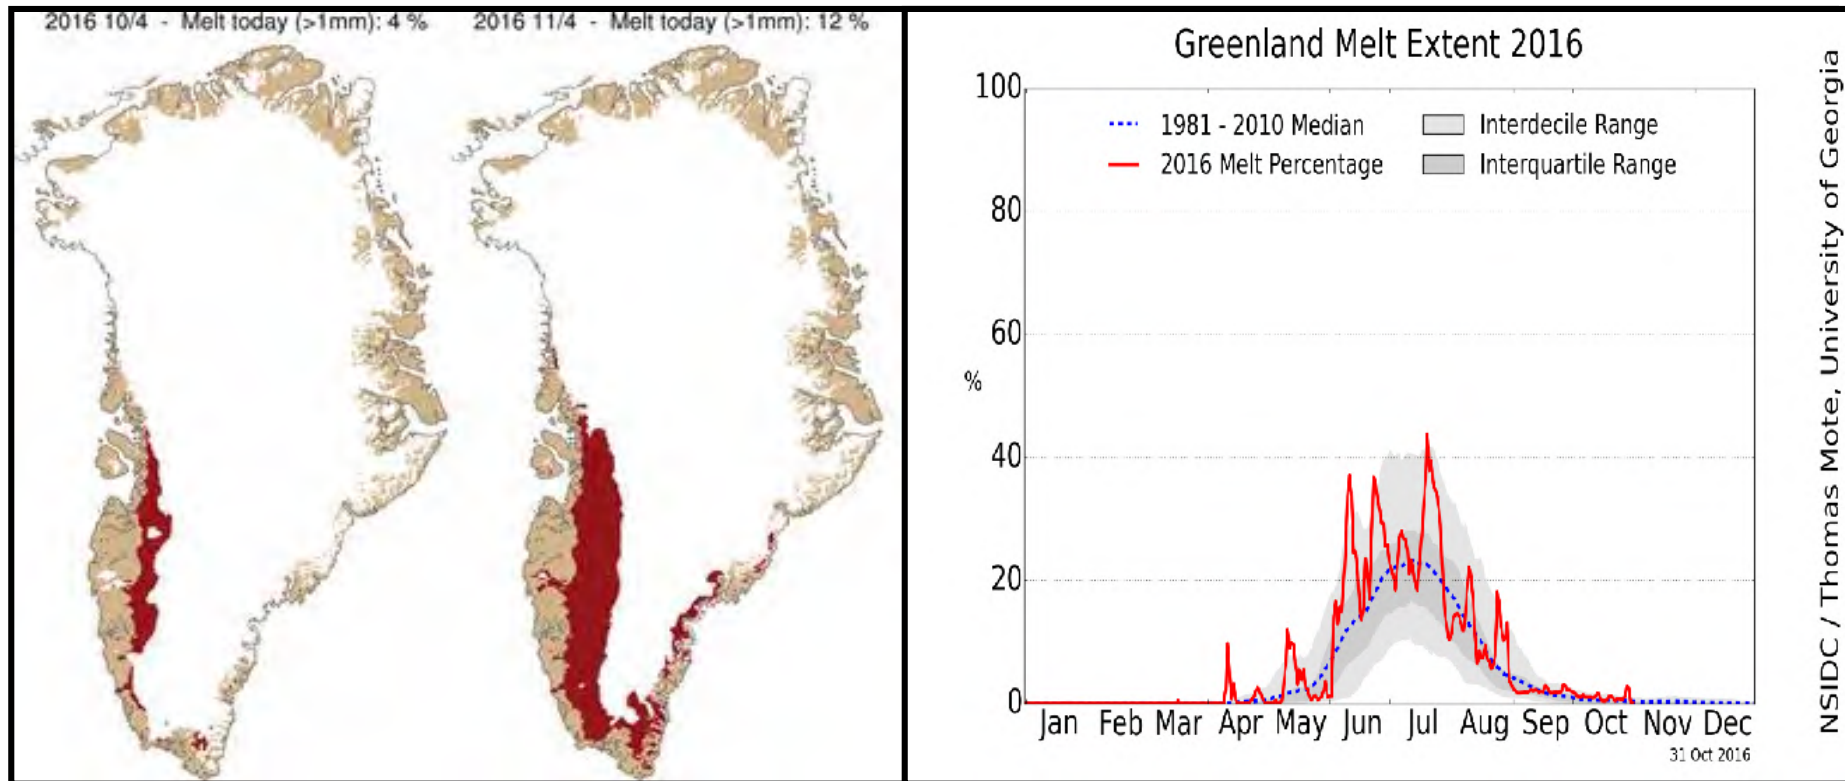 2016 10/4 - Melt today (>1mm): 4 %
2016 11/4 - Melt today (>1mm): 12 %
Greenland Melt Extent 2016
100
80
60
%
40
20
0
1981 - 2010 Median
2016 Melt Percentage
Interdecile Range
Interquartile Range
Jan Feb Mar Apr May Jun Jul Aug Sep Oct Nov Dec
31 Oct 2016
NSIDC / Thomas Mote, University of Georgia